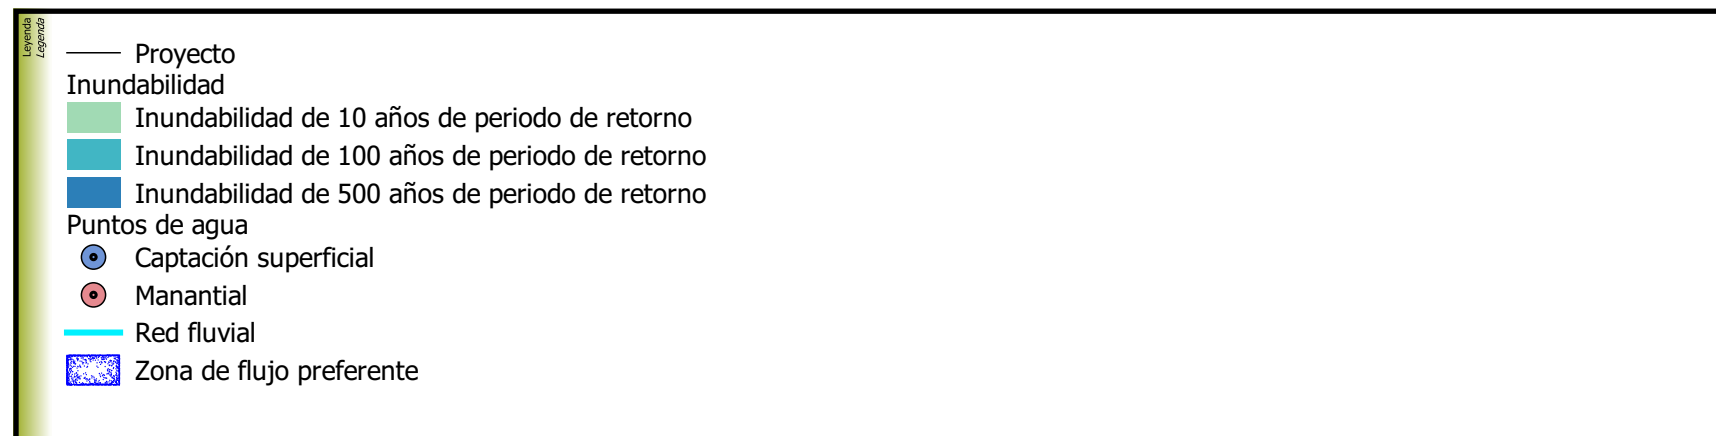 Leyenda
Legenda
Proyecto
Inundabilidad
Inundabilidad de 10 años de periodo de retorno
Inundabilidad de 100 años de periodo de retorno
Inundabilidad de 500 años de periodo de retorno
Puntos de agua
Captación superficial
Manantial
Red fluvial
Zona de flujo preferente